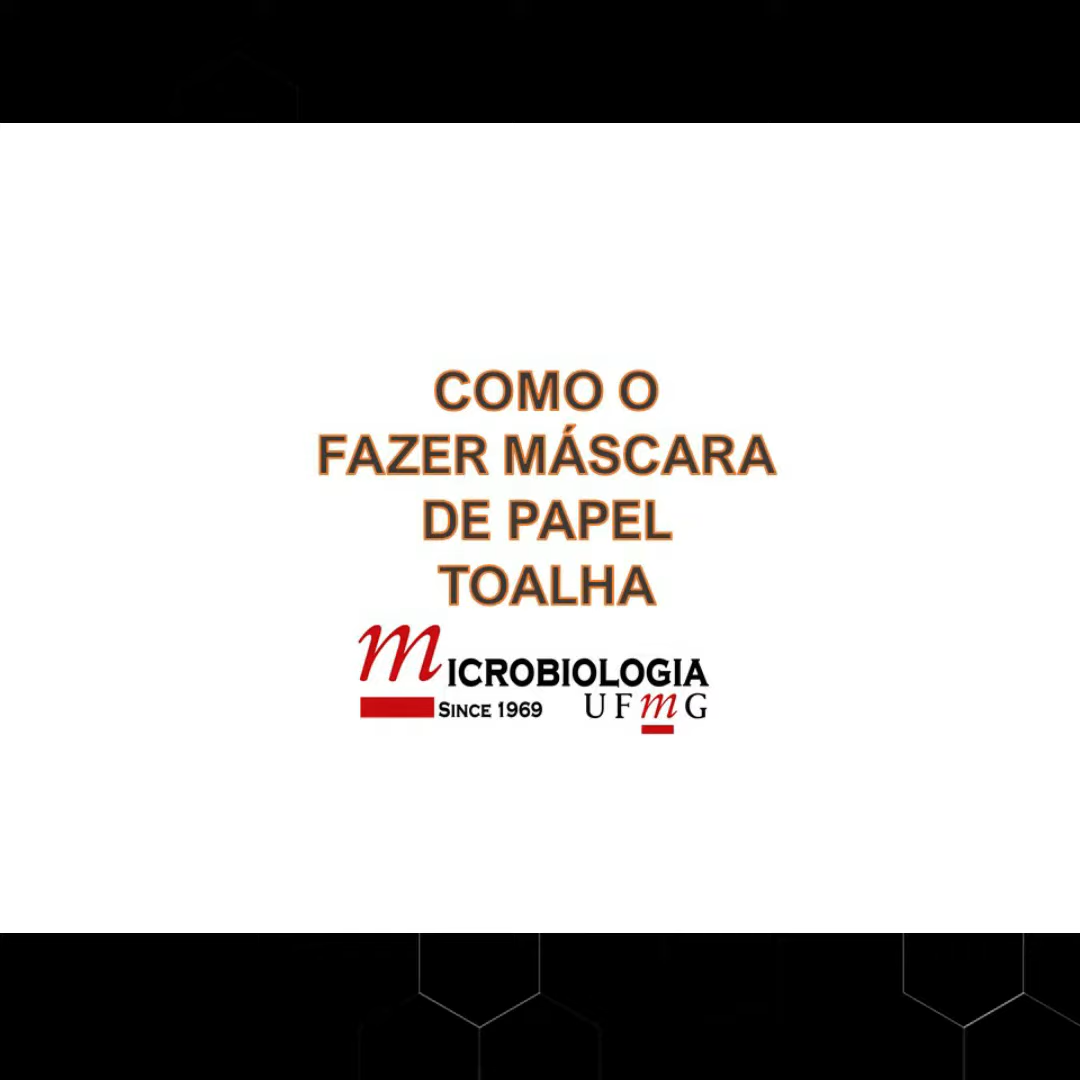 COMO O
FAZER MÁSCARA
DE PAPEL
TOALHA
mICROBIOLOGIA
SINCE 1969 UFmG